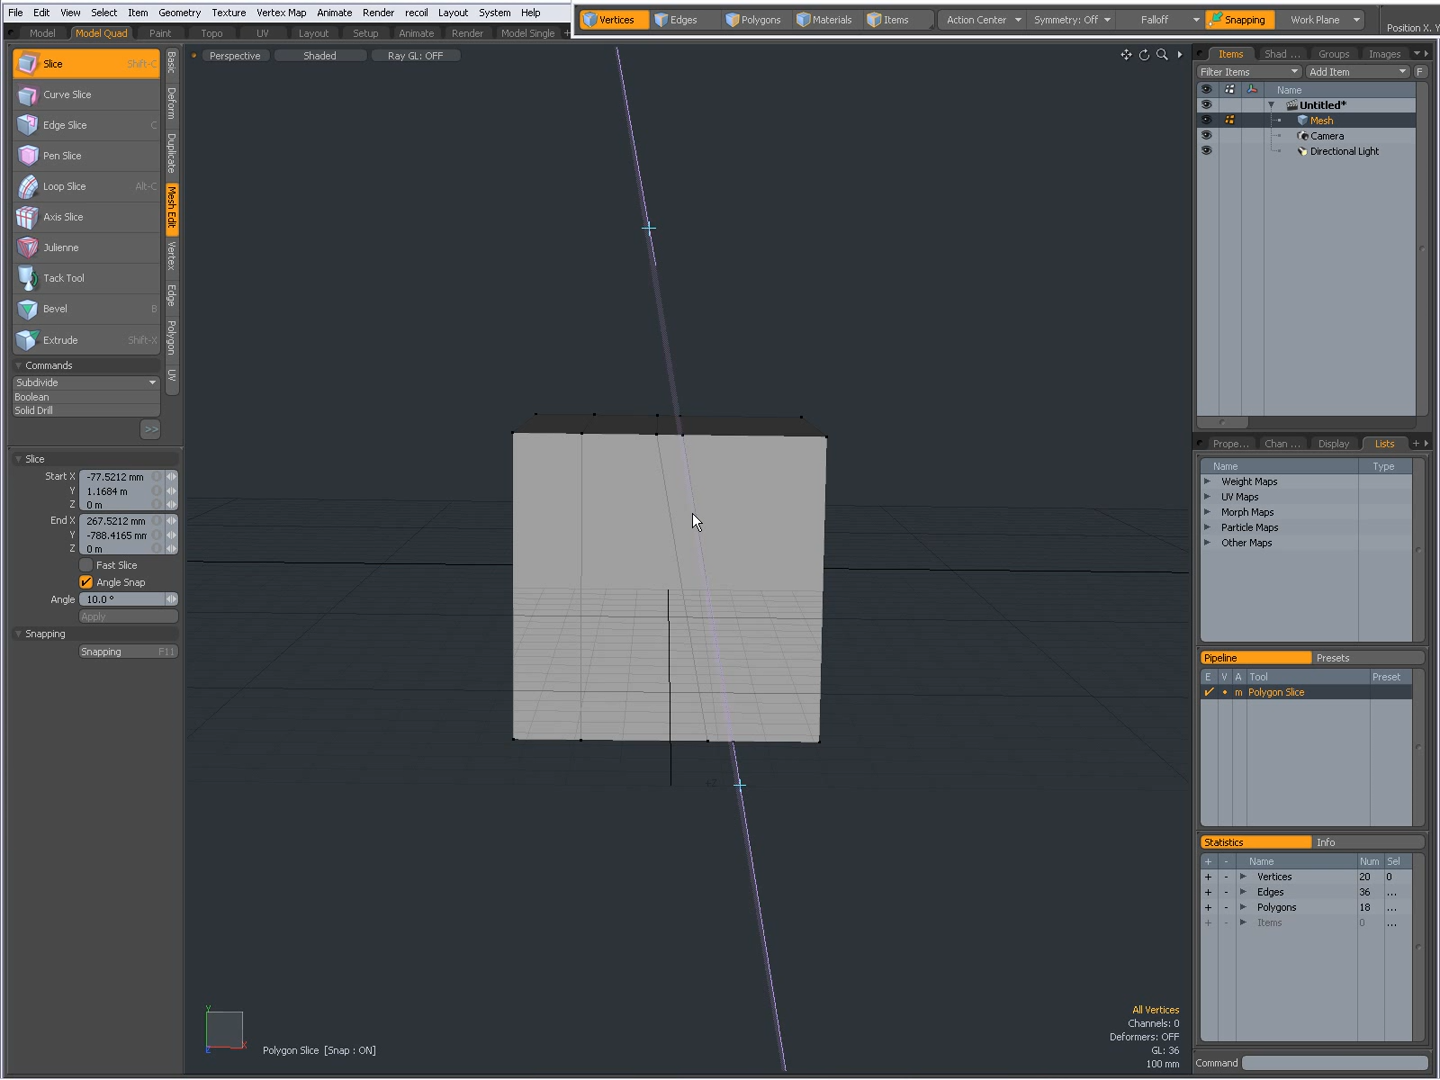 File Edit View Select Item Geometry Texture Vertex Map Animate Render recoil Layout System Help
Vertices Edges Polygons Materials Items Action Center Symmetry: Off Falloff Snapping Work Plane
Position X, Y
Model Model Quad Paint Topo UV Layout Setup Animate Render Model Single +
Slice Shift-C
Curve Slice
Edge Slice C
Pen Slice
Loop Slice Alt-C
Axis Slice
Julienne
Tack Tool
Bevel B
Extrude Shift-X
Commands
Subdivide
Boolean
Solid Drill
>>
Basic
Deform
Duplicate
Mesh Edit
Vertex
Edge
Polygon
UV
Slice
Start X -77.5212 mm
Y 1.1684 m
Z 0 m
End X 267.5212 mm
Y -788.4165 mm
Z 0 m
Fast Slice
Angle Snap
Angle 10.0 °
Apply
Snapping
Snapping F11
Perspective Shaded Ray GL: OFF
+Z
Y
X
Z
Polygon Slice [Snap : ON]
All Vertices
Channels: 0
Deformers: OFF
GL: 36
100 mm
Items Shad ... Groups Images
Filter Items Add Item F
Name
Untitled*
Mesh
Camera
Directional Light
Prope... Chan ... Display Lists +
Name Type
Weight Maps
UV Maps
Morph Maps
Particle Maps
Other Maps
Pipeline Presets
E V A Tool Preset
m Polygon Slice
Statistics Info
+ - Name Num Sel
+ - Vertices 20 0
+ - Edges 36 ...
+ - Polygons 18 ...
+ - Items 0 ...
Command